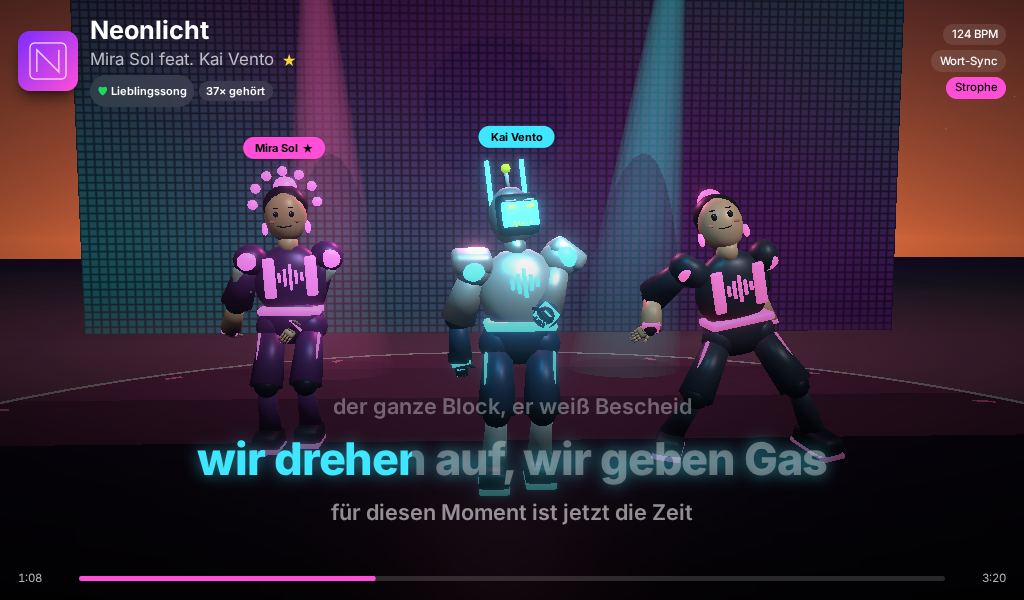 Neonlicht
Mira Sol feat. Kai Vento ★
Lieblingssong
37× gehört
124 BPM
Wort-Sync
Strophe
N
Mira Sol ★
Kai Vento
der ganze Block, er weiß Bescheid
wir drehen auf, wir geben Gas
für diesen Moment ist jetzt die Zeit
1:08
3:20